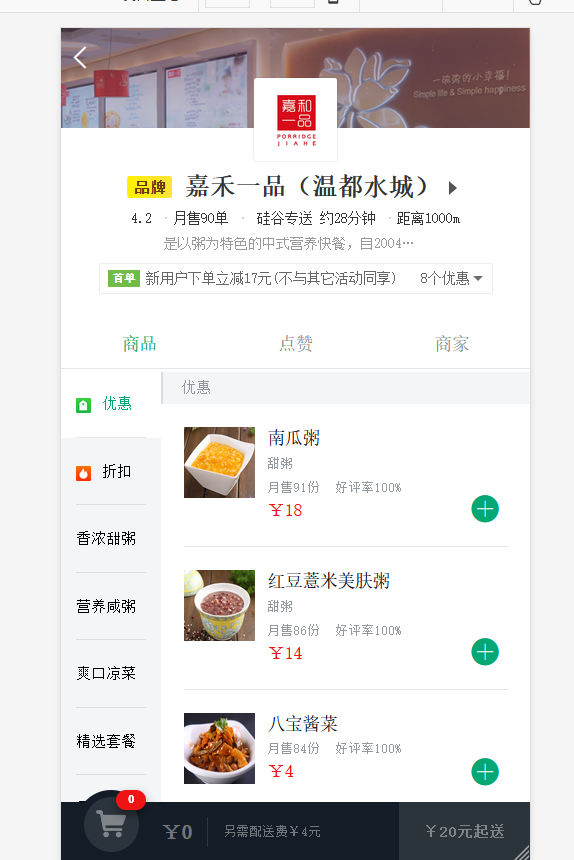 一碗粥的小幸福！
Simple life & Simple happiness
嘉和
一品
PORRIDGE
JIAHE
品牌 嘉禾一品（温都水城）
4.2 · 月售90单 · 硅谷专送 约28分钟 · 距离1000m
是以粥为特色的中式营养快餐，自2004…
首单 新用户下单立减17元(不与其它活动同享) 8个优惠
商品 点赞 商家
优惠
折扣
香浓甜粥
营养咸粥
爽口凉菜
精选套餐
优惠
南瓜粥
甜粥
月售91份 好评率100%
￥18
红豆薏米美肤粥
甜粥
月售86份 好评率100%
￥14
八宝酱菜
月售84份 好评率100%
￥4
0
￥0 另需配送费￥4元 ￥20元起送